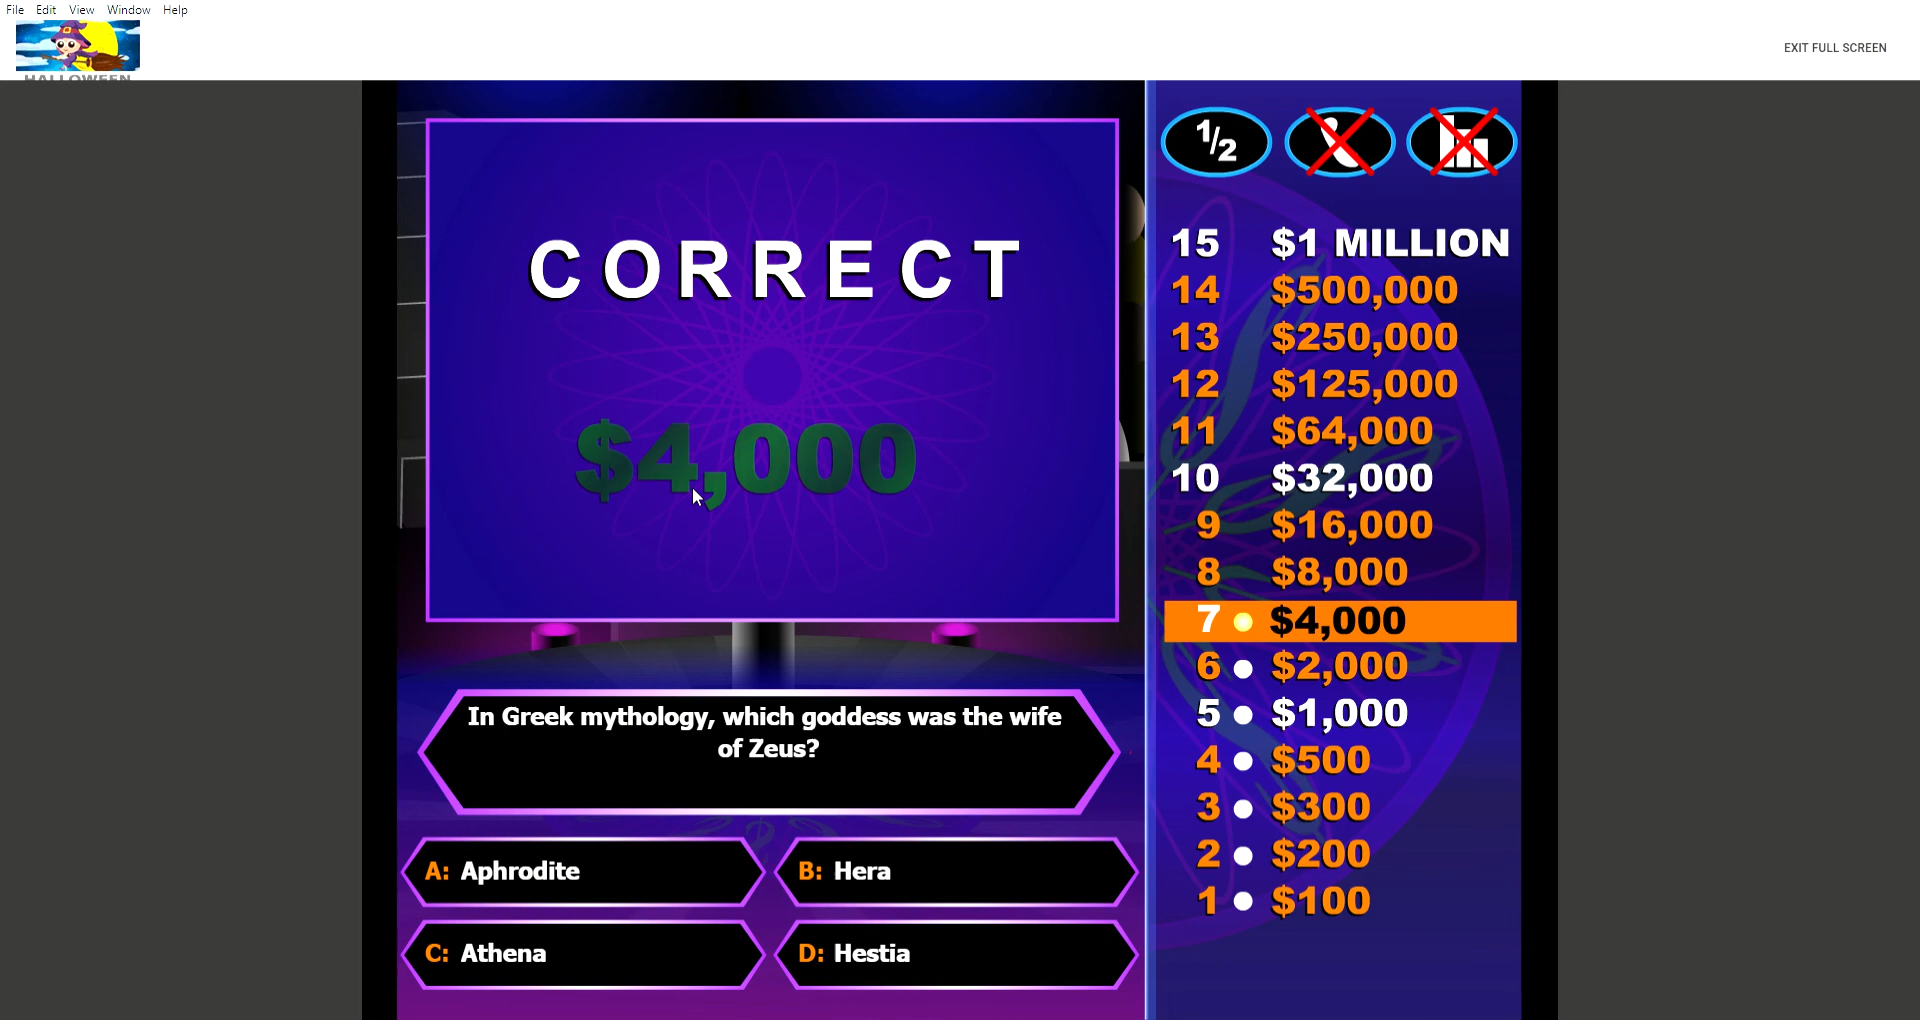 File Edit View Window Help
HALLOWEEN
EXIT FULL SCREEN
CORRECT
$4,000
1/2
15 $1 MILLION
14 $500,000
13 $250,000
12 $125,000
11 $64,000
10 $32,000
9 $16,000
8 $8,000
7 $4,000
6 $2,000
5 $1,000
4 $500
3 $300
2 $200
1 $100
In Greek mythology, which goddess was the wife
of Zeus?
A: Aphrodite
B: Hera
C: Athena
D: Hestia